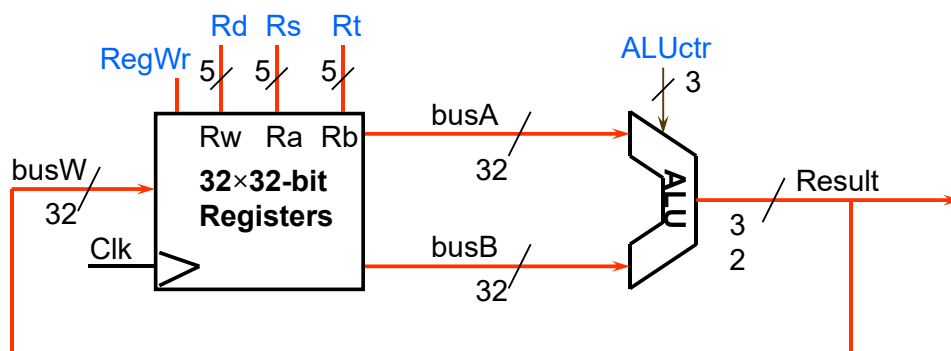 Rd Rs Rt
RegWr ALUctr
5 5 5 3
Rw Ra Rb
busA
32
busW
32
32×32-bit
Registers
ALU
Result
3
2
Clk
busB
32